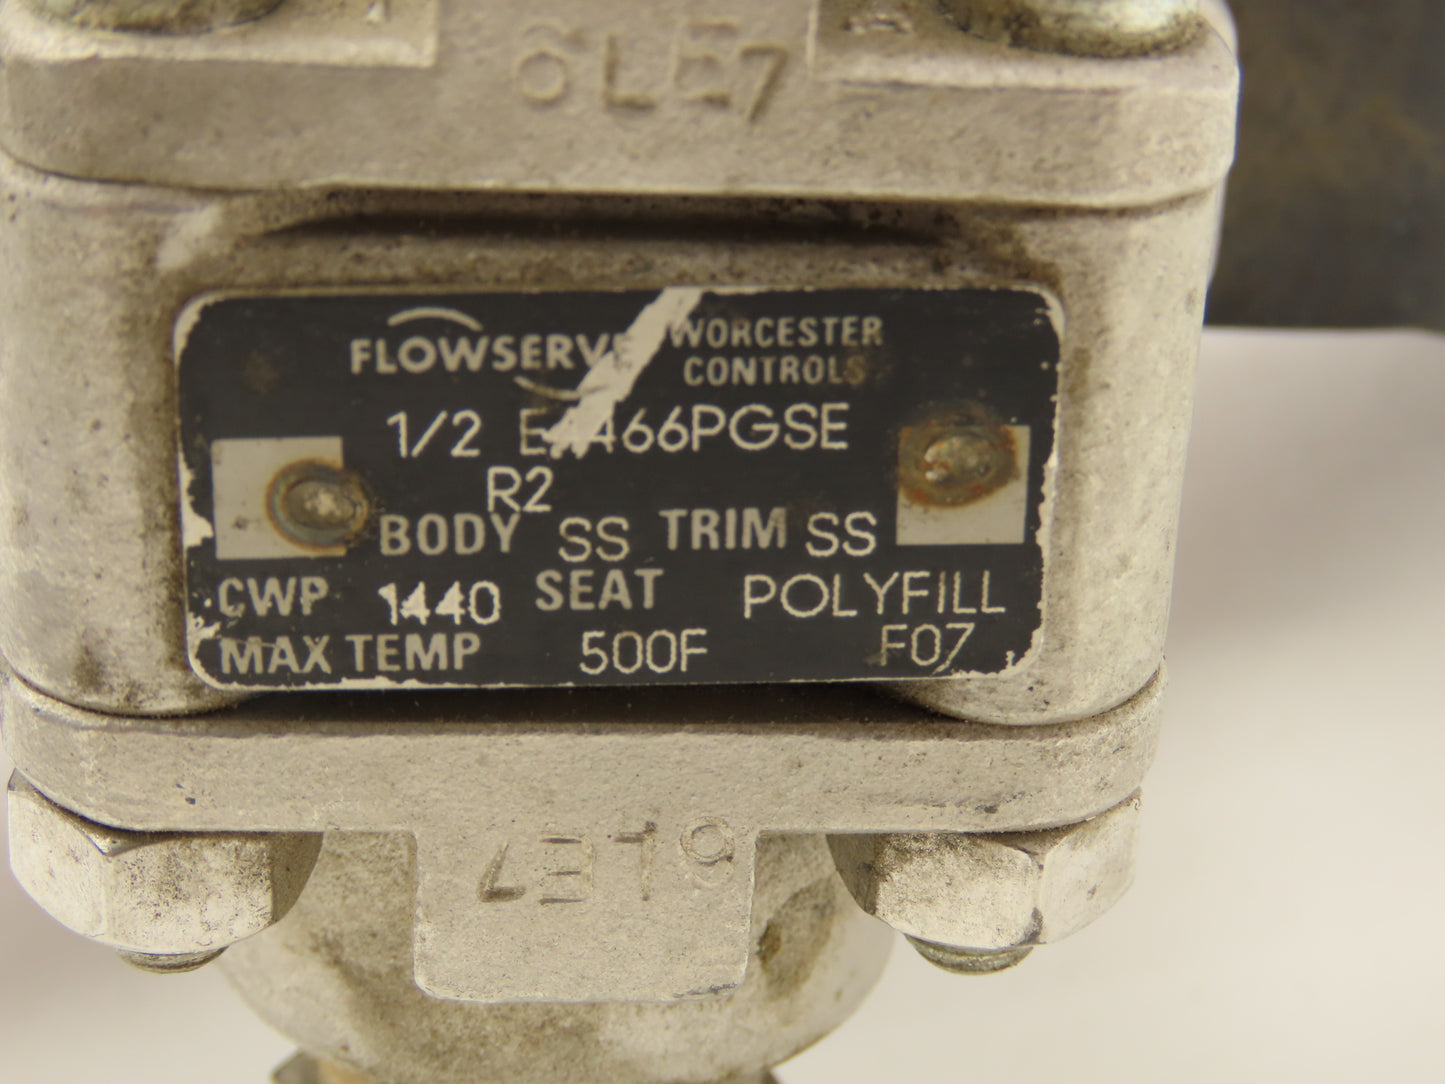 6LE7
FLOWSERVE WORCESTER
CONTROLS
1/2
R2
BODY SS TRIM SS
CWP 1440 SEAT POLYFILL
MAX TEMP 500F F07
6LE7